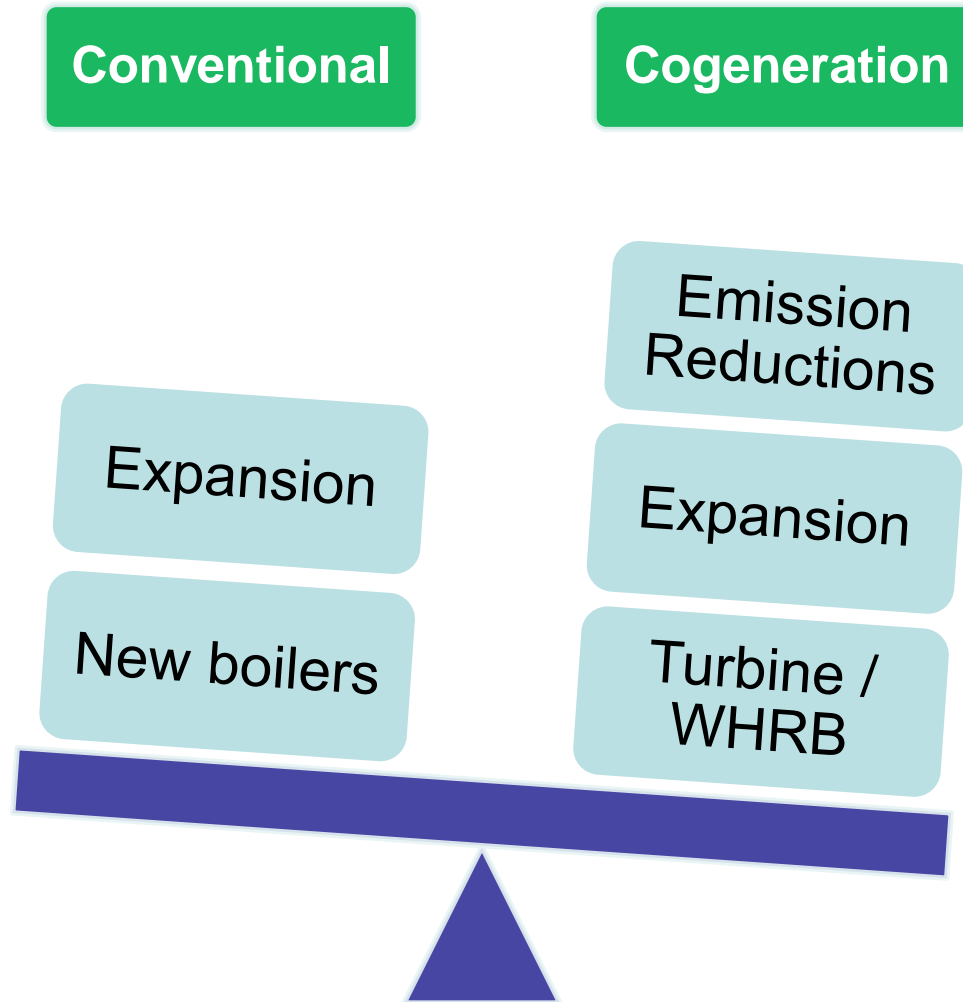 Conventional
Cogeneration
Expansion
New boilers
Emission
Reductions
Expansion
Turbine /
WHRB